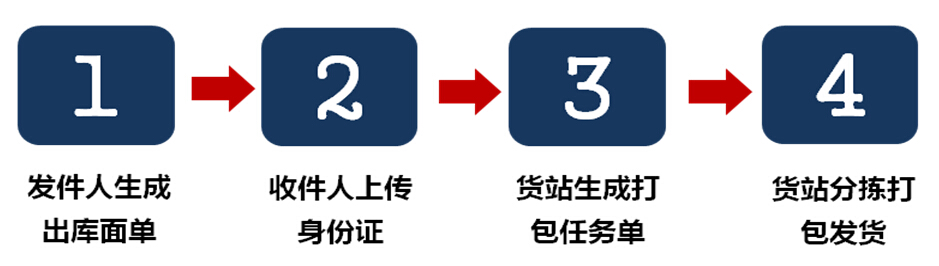 1
2
3
4
发件人生成
出库面单
收件人上传
身份证
货站生成打
包任务单
货站分拣打
包发货